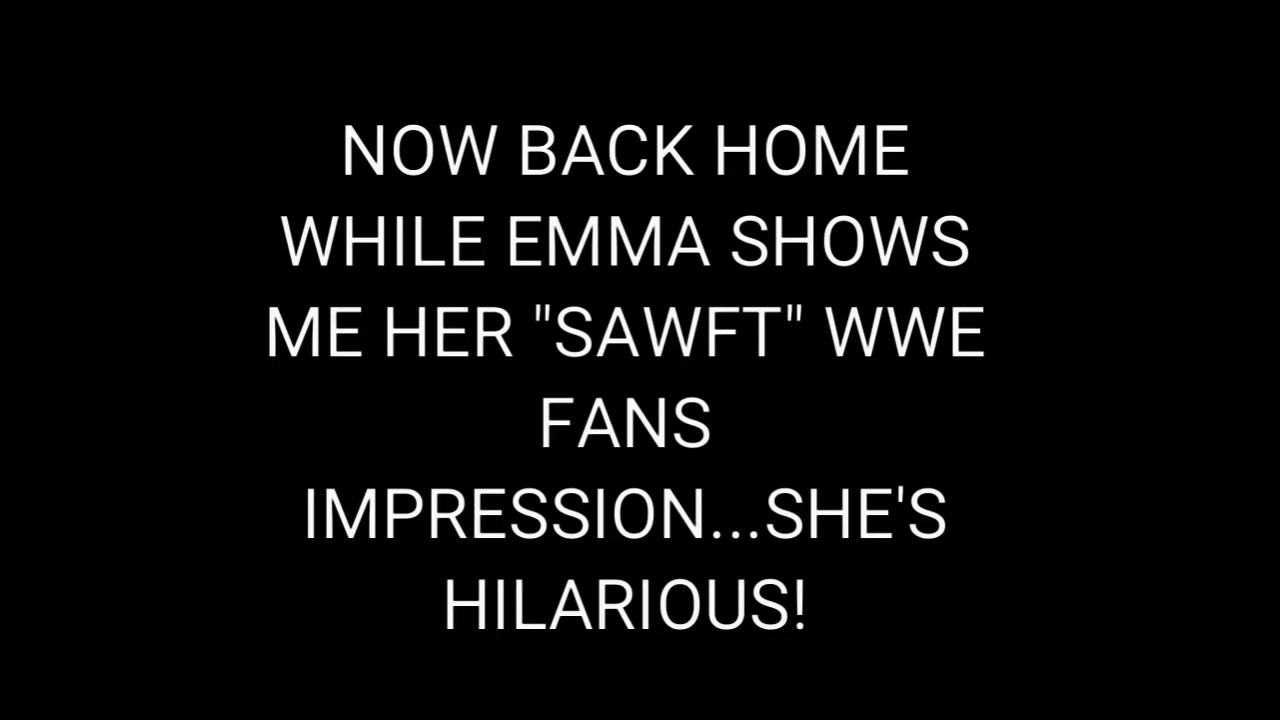 NOW BACK HOME
WHILE EMMA SHOWS
ME HER "SAWFT" WWE
FANS
IMPRESSION...SHE'S
HILARIOUS!